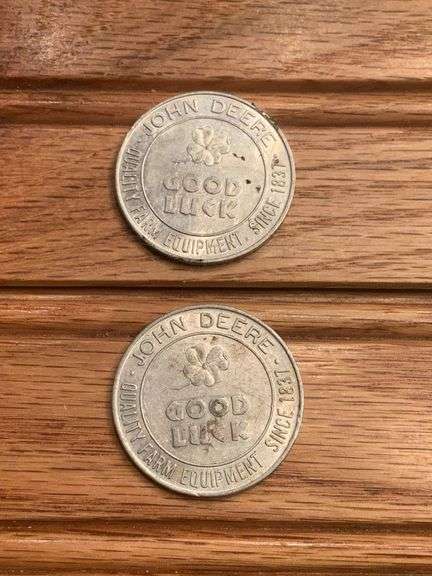 JOHN DEERE
GOOD
LUCK
QUALITY FARM EQUIPMENT, SINCE 1837
JOHN DEERE
GOOD
LUCK
QUALITY FARM EQUIPMENT SINCE 1837